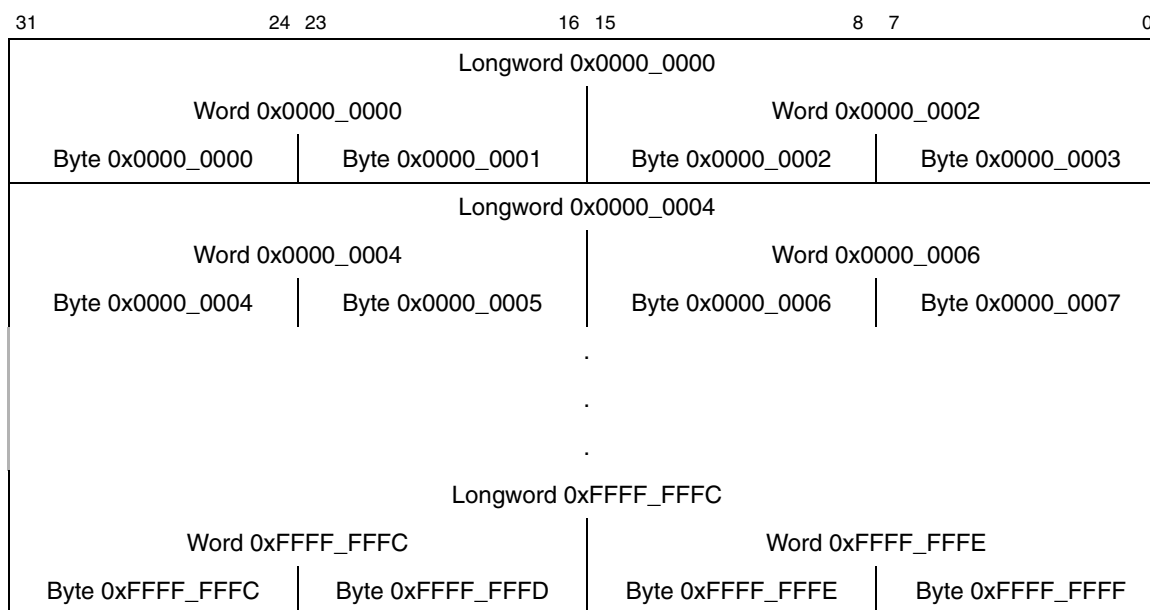 31 24 23 16 15 8 7 0
Longword 0x0000_0000
Word 0x0000_0000 Word 0x0000_0002
Byte 0x0000_0000 Byte 0x0000_0001 Byte 0x0000_0002 Byte 0x0000_0003
Longword 0x0000_0004
Word 0x0000_0004 Word 0x0000_0006
Byte 0x0000_0004 Byte 0x0000_0005 Byte 0x0000_0006 Byte 0x0000_0007
.
.
.
Longword 0xFFFF_FFFC
Word 0xFFFF_FFFC Word 0xFFFF_FFFE
Byte 0xFFFF_FFFC Byte 0xFFFF_FFFD Byte 0xFFFF_FFFE Byte 0xFFFF_FFFF